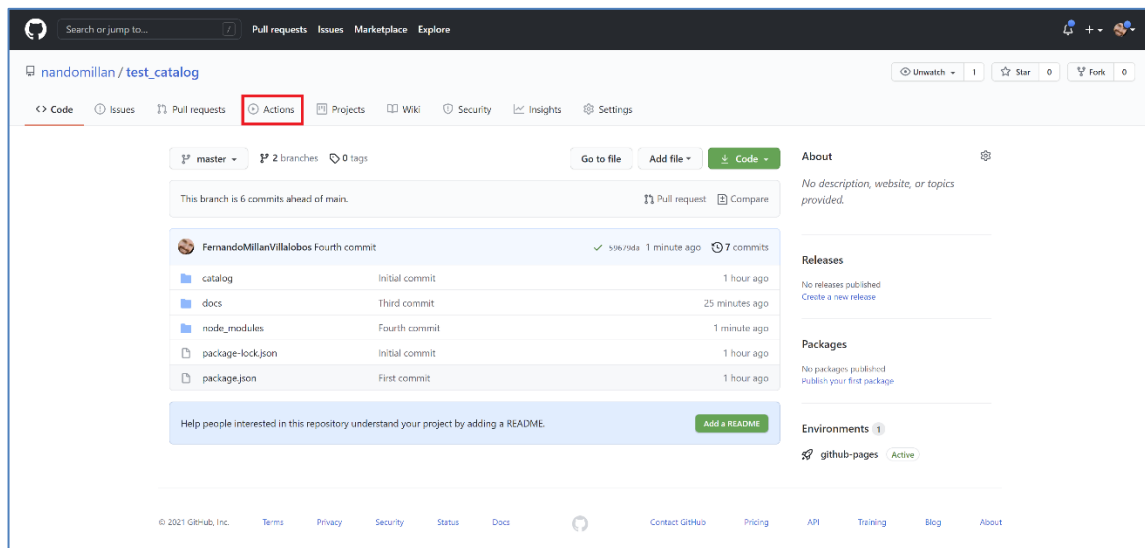 Search or jump to... / Pull requests Issues Marketplace Explore
nandomillan / test_catalog Unwatch 1 Star 0 Fork 0
<> Code Issues Pull requests Actions Projects Wiki Security Insights Settings
master 2 branches 0 tags Go to file Add file Code
This branch is 6 commits ahead of main. Pull request Compare
FernandoMillanVillalobos Fourth commit 59679da 1 minute ago 7 commits
catalog Initial commit 1 hour ago
docs Third commit 25 minutes ago
node_modules Fourth commit 1 minute ago
package-lock.json Initial commit 1 hour ago
package.json First commit 1 hour ago
Help people interested in this repository understand your project by adding a README. Add a README
About
No description, website, or topics
provided.
Releases
No releases published
Create a new release
Packages
No packages published
Publish your first package
Environments 1
github-pages Active
© 2021 GitHub, Inc. Terms Privacy Security Status Docs Contact GitHub Pricing API Training Blog About